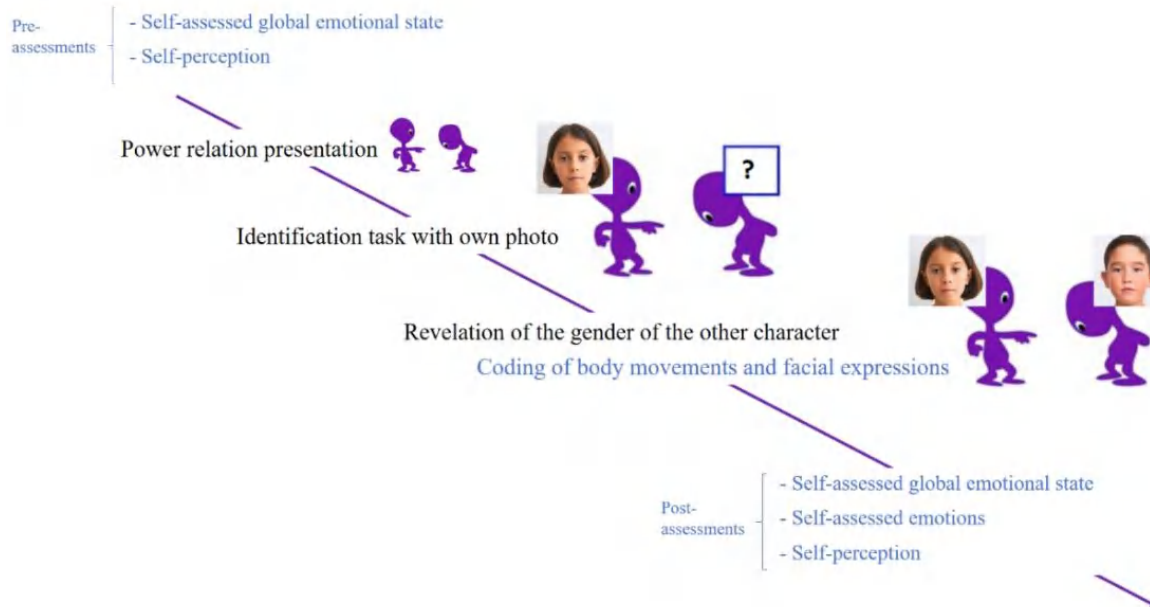 Pre-
assessments
- Self-assessed global emotional state
- Self-perception
Power relation presentation
?
Identification task with own photo
Revelation of the gender of the other character
Coding of body movements and facial expressions
Post-
assessments
- Self-assessed global emotional state
- Self-assessed emotions
- Self-perception